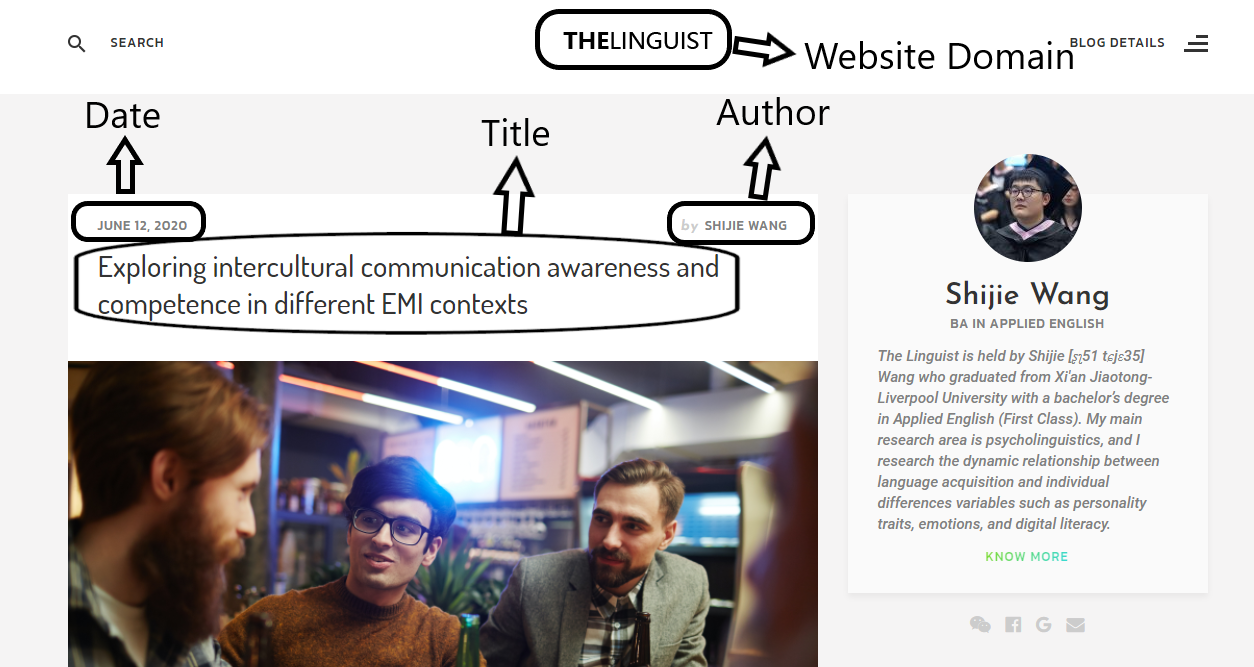 SEARCH
THELINGUIST
Website Domain
BLOG DETAILS
Date
Title
Author
JUNE 12, 2020
by SHIJIE WANG
Exploring intercultural communication awareness and
competence in different EMI contexts
Shijie Wang
BA IN APPLIED ENGLISH
The Linguist is held by Shijie [ʂʅ51 tɕjɛ35]
Wang who graduated from Xi'an Jiaotong-
Liverpool University with a bachelor's degree
in Applied English (First Class). My main
research area is psycholinguistics, and I
research the dynamic relationship between
language acquisition and individual
differences variables such as personality
traits, emotions, and digital literacy.
KNOW MORE